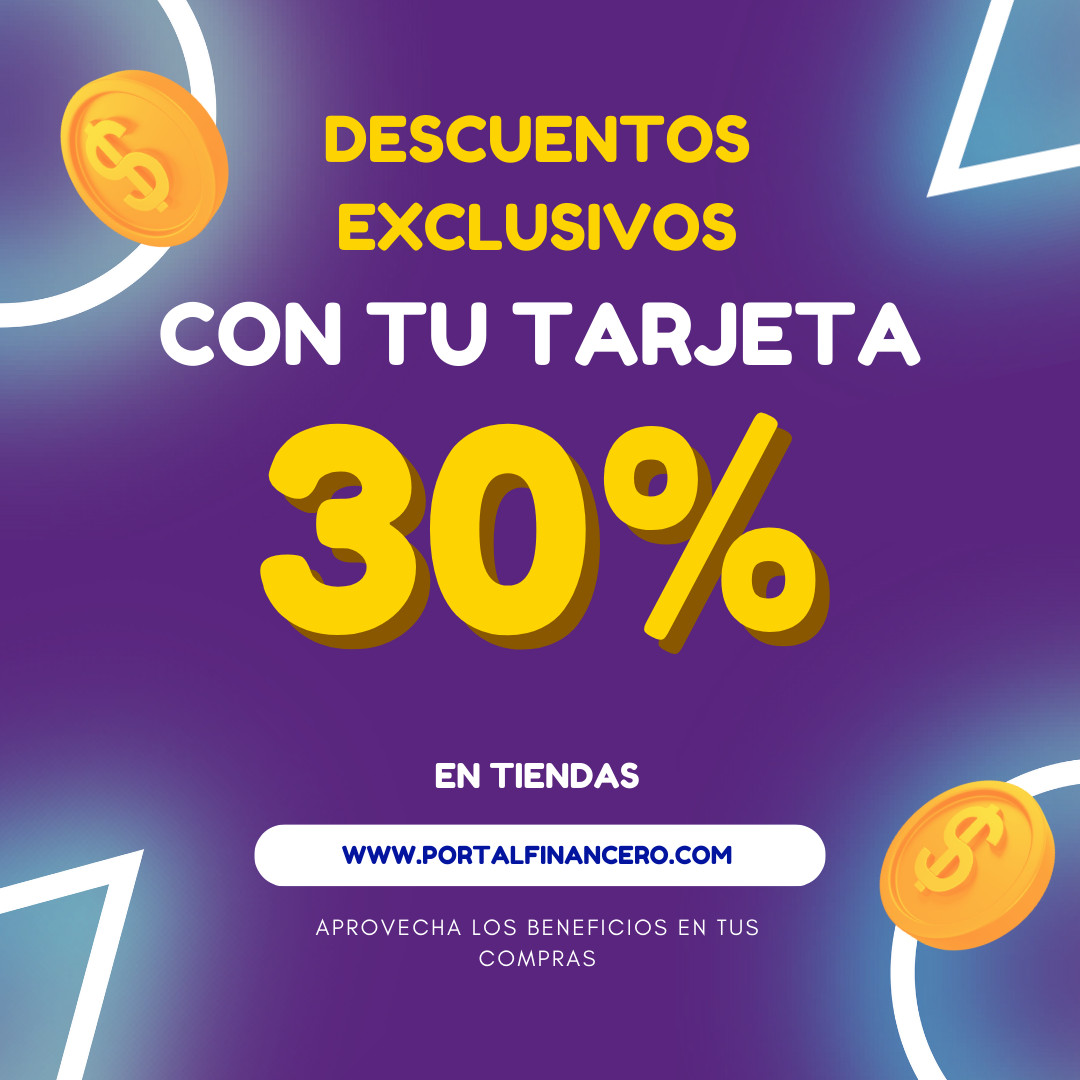 DESCUENTOS
EXCLUSIVOS
CON TU TARJETA
30%
EN TIENDAS
WWW.PORTALFINANCERO.COM
APROVECHA LOS BENEFICIOS EN TUS
COMPRAS